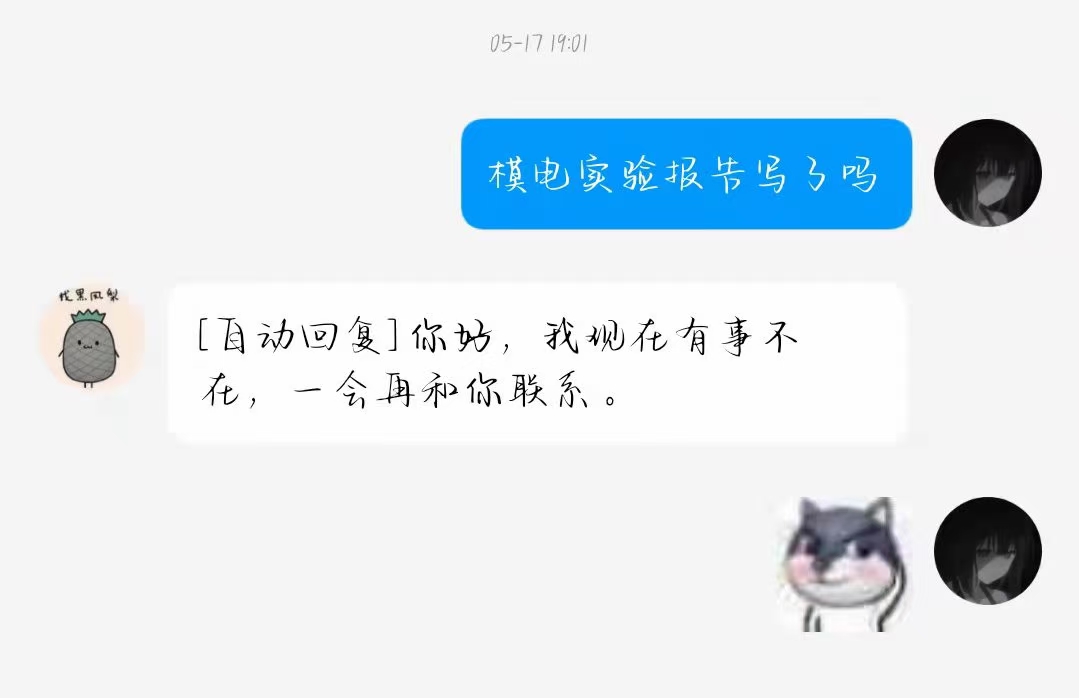 05-17 19:01
模电实验报告写了吗
找黑凤梨
[自动回复]你好，我现在有事不
在，一会再和你联系。